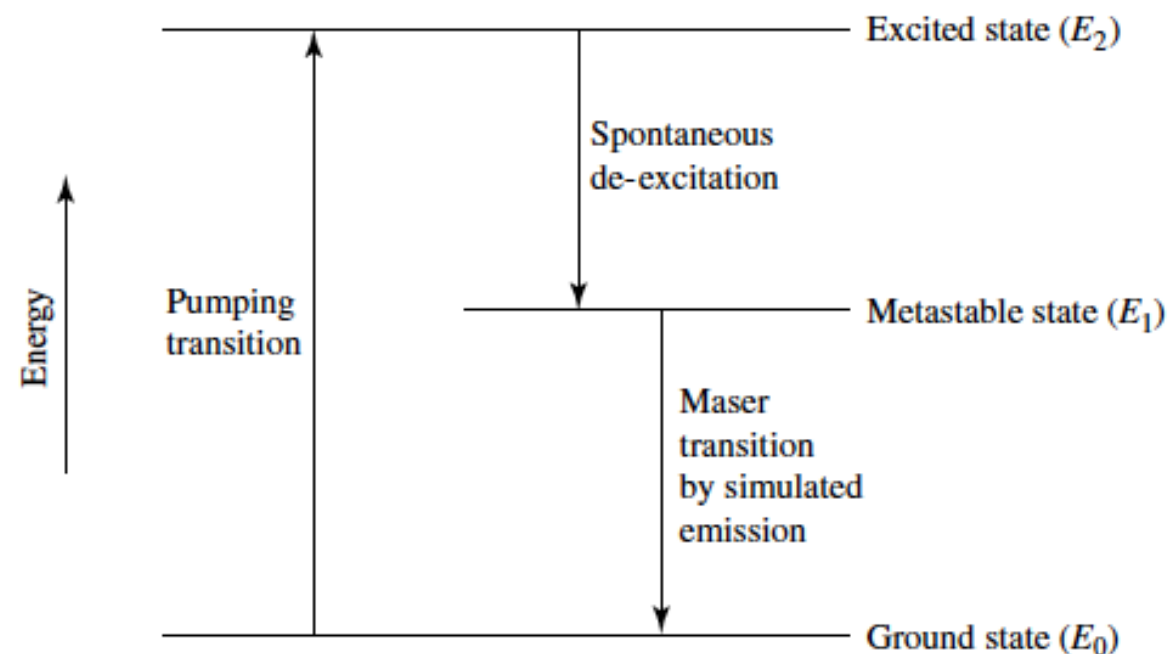 Excited state (E2)
Spontaneous
de-excitation
Energy
Pumping
transition
Metastable state (E1)
Maser
transition
by simulated
emission
Ground state (E0)